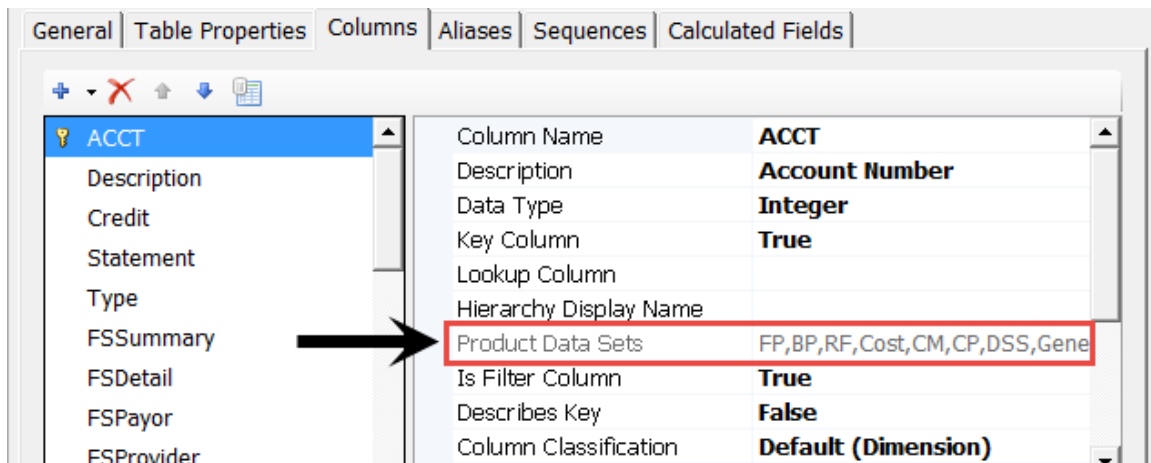 General Table Properties Columns Aliases Sequences Calculated Fields
ACCT
Description
Credit
Statement
Type
FSSummary
FSDetail
FSPayor
FSProvider
Column Name ACCT
Description Account Number
Data Type Integer
Key Column True
Lookup Column
Hierarchy Display Name
Product Data Sets FP,BP,RF,Cost,CM,CP,DSS,Gene
Is Filter Column True
Describes Key False
Column Classification Default (Dimension)